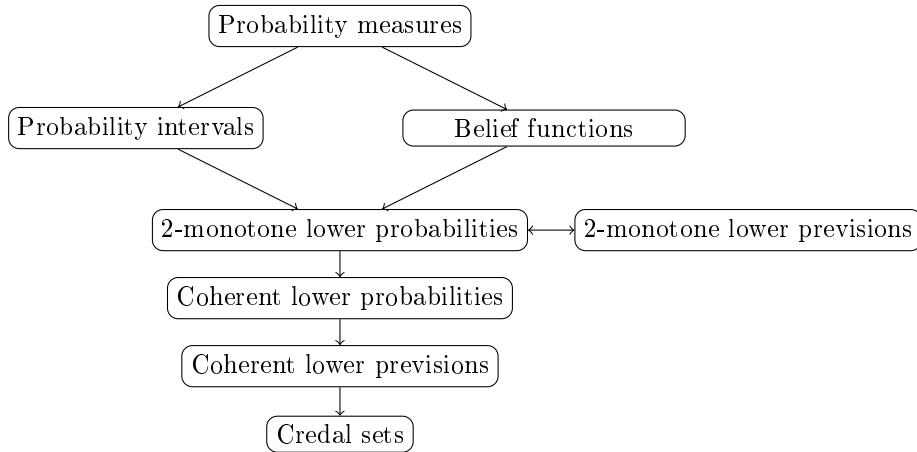 Probability measures
Probability intervals
Belief functions
2-monotone lower probabilities
2-monotone lower previsions
Coherent lower probabilities
Coherent lower previsions
Credal sets